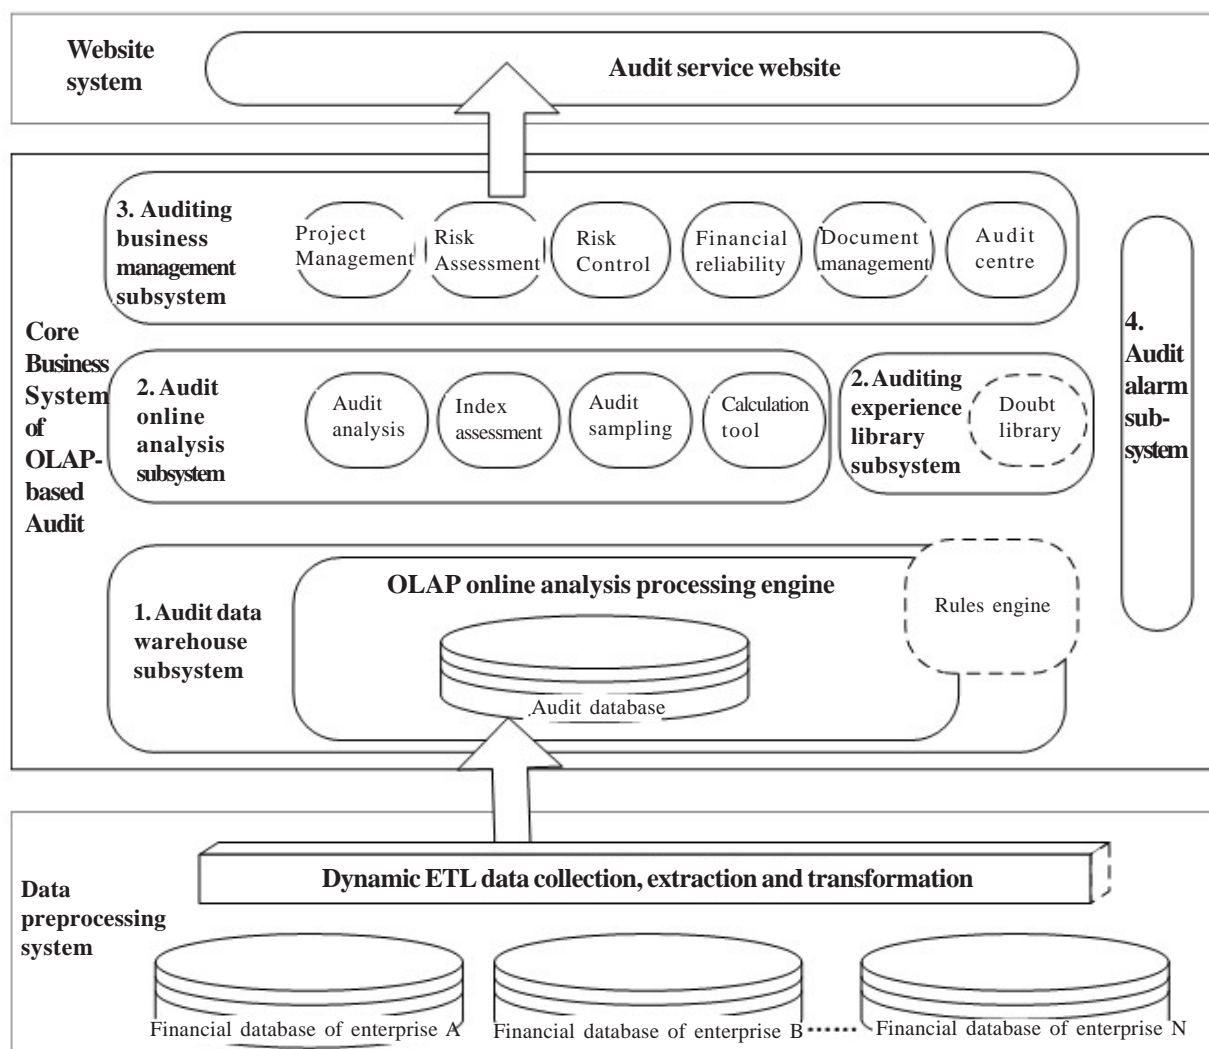 Website
system
Audit service website
3. Auditing
business
management
subsystem
Project
Management
Risk
Assessment
Risk
Control
Financial
reliability
Document
management
Audit
centre
Core
Business
System
of
OLAP-
based
Audit
2. Audit
online
analysis
subsystem
Audit
analysis
Index
assessment
Audit
sampling
Calculation
tool
2. Auditing
experience
library
subsystem
Doubt
library
4.
Audit
alarm
sub-
system
1. Audit data
warehouse
subsystem
OLAP online analysis processing engine
Audit database
Rules engine
Data
preprocessing
system
Dynamic ETL data collection, extraction and transformation
Financial database of enterprise A
Financial database of enterprise B ...... Financial database of enterprise N